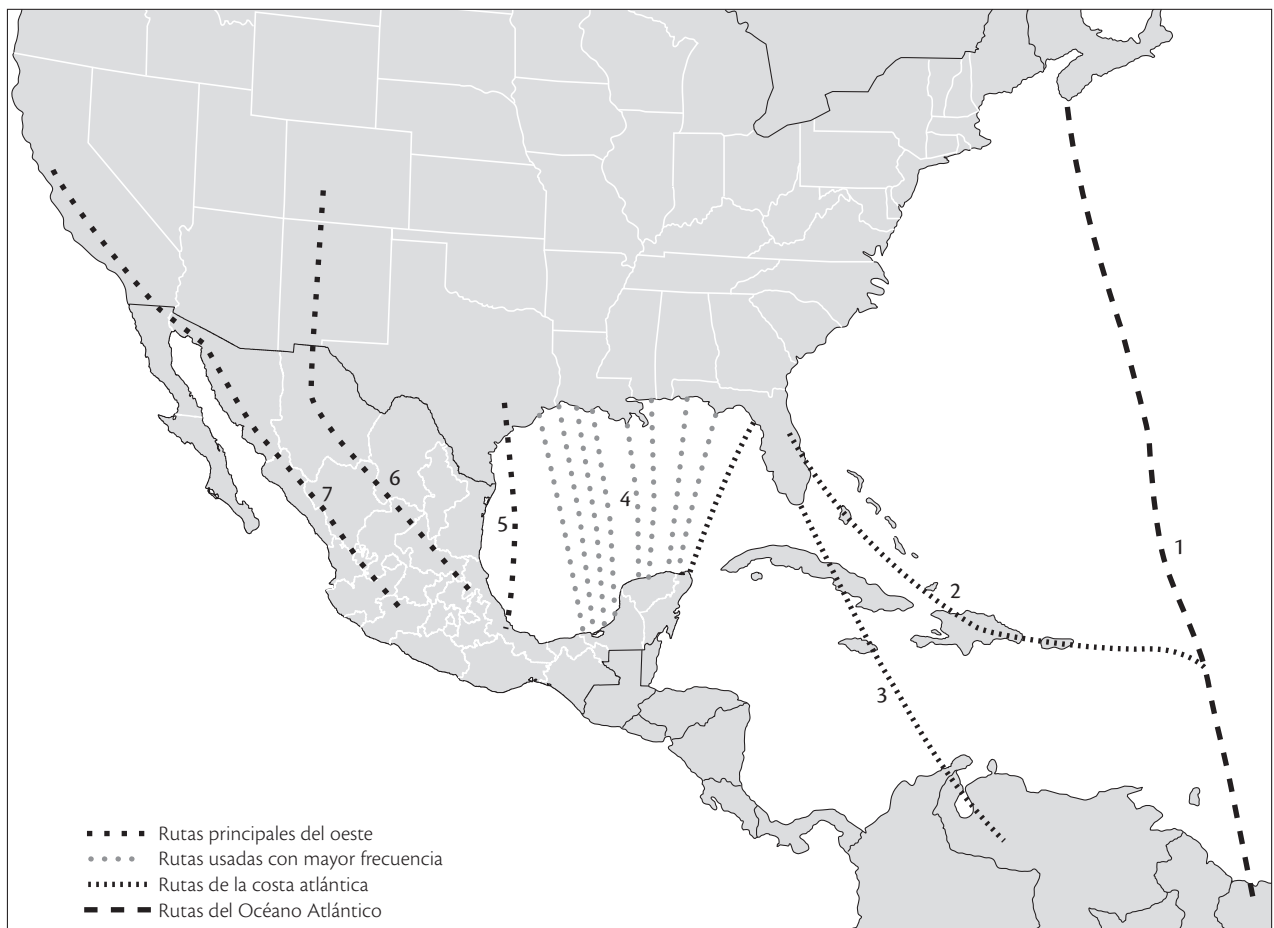 1
2
3
4
5
6
7
Rutas principales del oeste
Rutas usadas con mayor frecuencia
Rutas de la costa atlántica
Rutas del Océano Atlántico